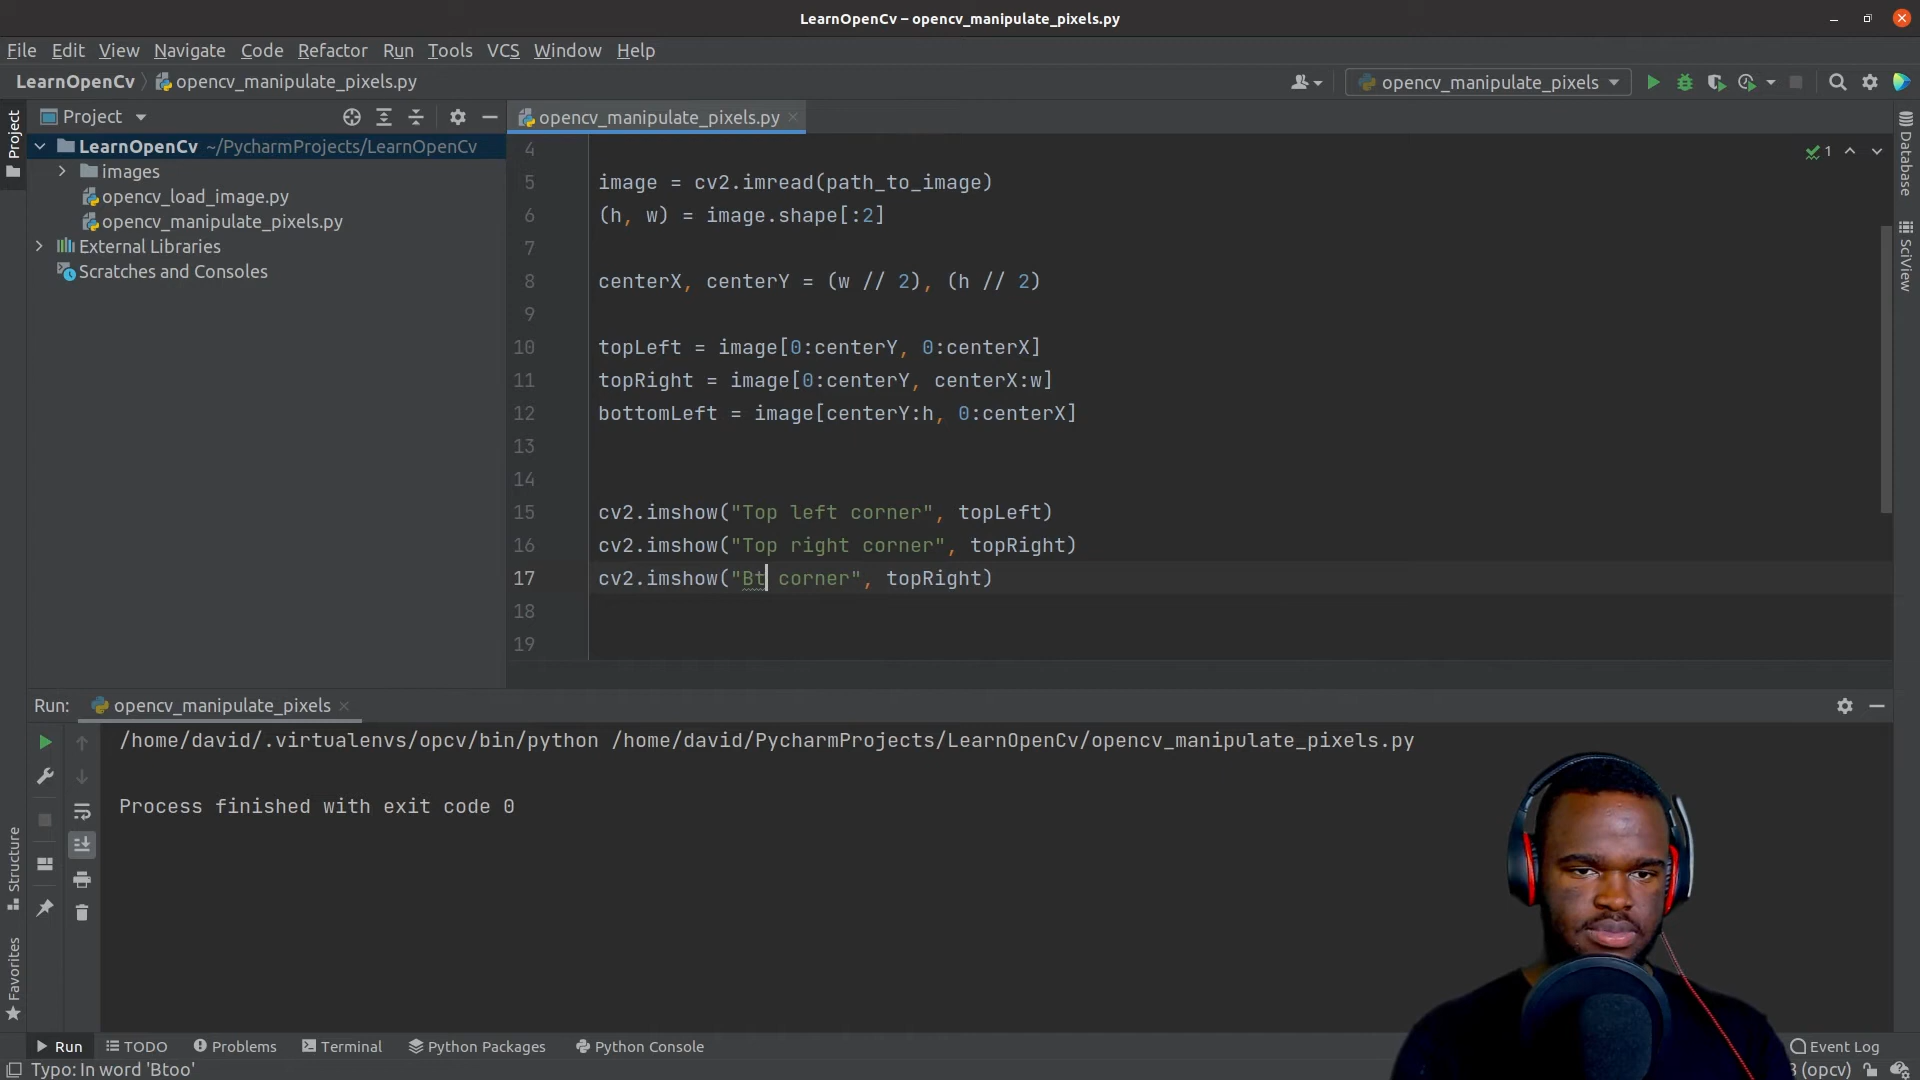 LearnOpenCv – opencv_manipulate_pixels.py
File Edit View Navigate Code Refactor Run Tools VCS Window Help
LearnOpenCv opencv_manipulate_pixels.py
opencv_manipulate_pixels
Project
Project
opencv_manipulate_pixels.py
LearnOpenCv ~/PycharmProjects/LearnOpenCv
images
opencv_load_image.py
opencv_manipulate_pixels.py
External Libraries
Scratches and Consoles
4
5 image = cv2.imread(path_to_image)
6 (h, w) = image.shape[:2]
7
8 centerX, centerY = (w // 2), (h // 2)
9
10 topLeft = image[0:centerY, 0:centerX]
11 topRight = image[0:centerY, centerX:w]
12 bottomLeft = image[centerY:h, 0:centerX]
13
14
15 cv2.imshow("Top left corner", topLeft)
16 cv2.imshow("Top right corner", topRight)
17 cv2.imshow("Bt corner", topRight)
18
19
1
Database
SciView
Run: opencv_manipulate_pixels
/home/david/.virtualenvs/opcv/bin/python /home/david/PycharmProjects/LearnOpenCv/opencv_manipulate_pixels.py
Process finished with exit code 0
Structure
Favorites
Run TODO Problems Terminal Python Packages Python Console Event Log
Typo: In word 'Btoo' (opcv)